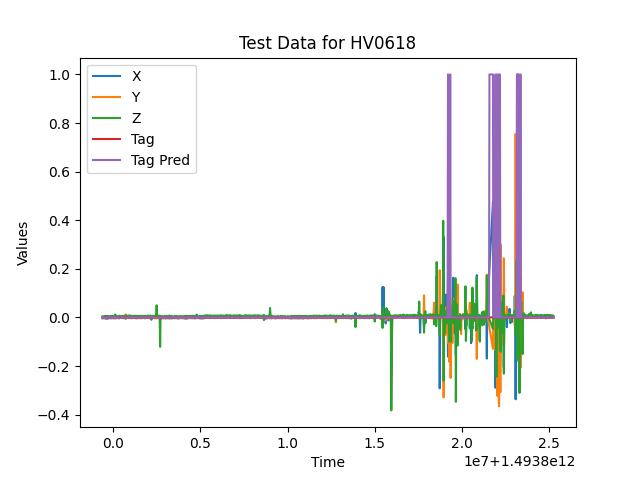 Test Data for HV0618
X
Y
Z
Tag
Tag Pred
Values
1.0
0.8
0.6
0.4
0.2
0.0
−0.2
−0.4
0.0 0.5 1.0 1.5 2.0 2.5
Time
1e7+1.4938e12